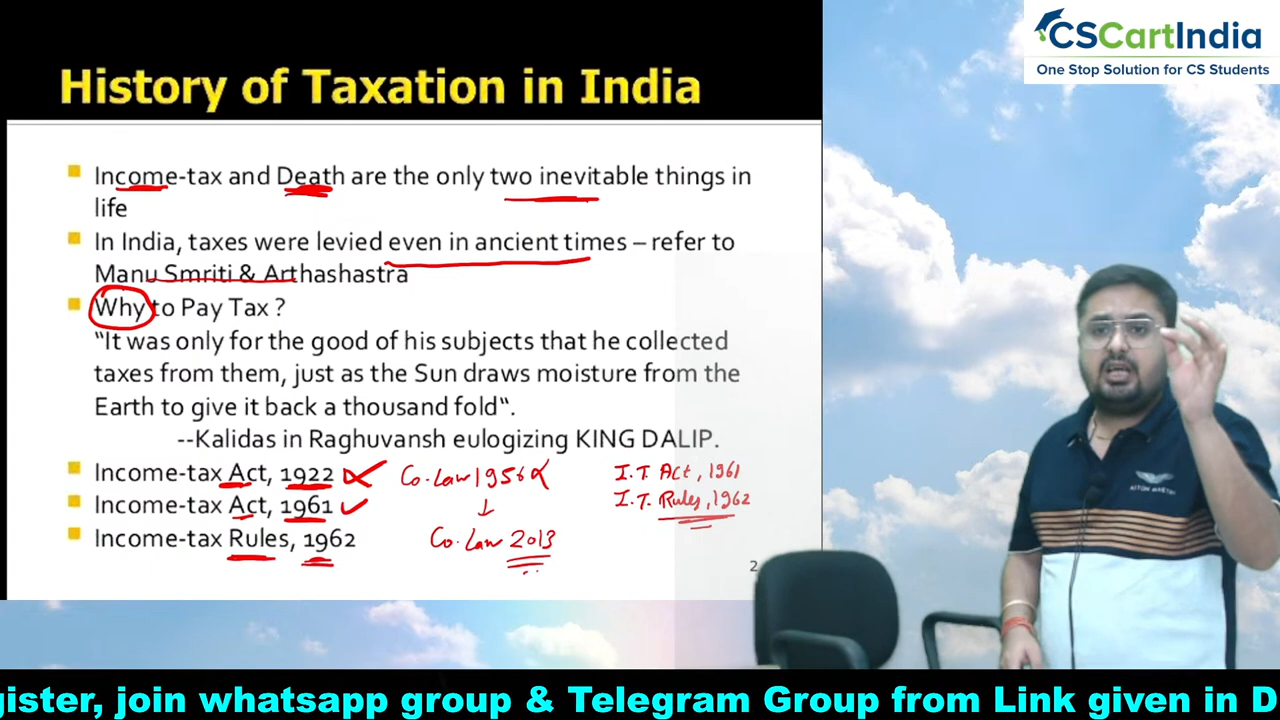 CSCartIndia
One Stop Solution for CS Students
History of Taxation in India
Income-tax and Death are the only two inevitable things in
life
In India, taxes were levied even in ancient times – refer to
Manu Smriti & Arthashastra
Why to Pay Tax ?
“It was only for the good of his subjects that he collected
taxes from them, just as the Sun draws moisture from the
Earth to give it back a thousand fold“.
--Kalidas in Raghuvansh eulogizing KING DALIP.
Income-tax Act, 1922
Co. Law 1956
I.T. Act, 1961
Income-tax Act, 1961
I.T. Rules, 1962
Income-tax Rules, 1962
Co. Law 2013
2
ASTON MARTIN
gister, join whatsapp group & Telegram Group from Link given in D